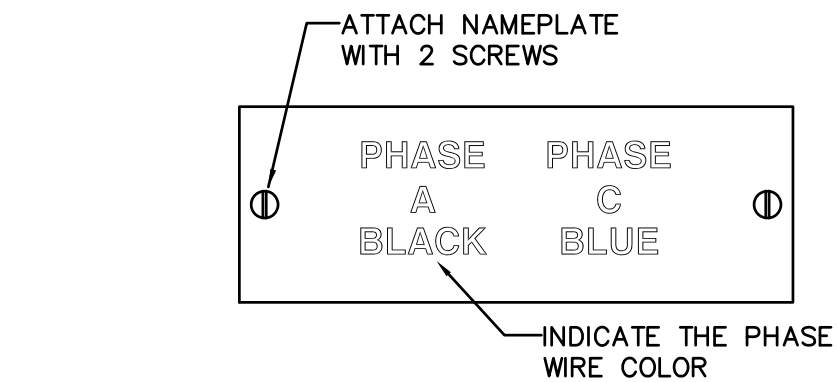 ATTACH NAMEPLATE
WITH 2 SCREWS
PHASE PHASE
A C
BLACK BLUE
INDICATE THE PHASE
WIRE COLOR